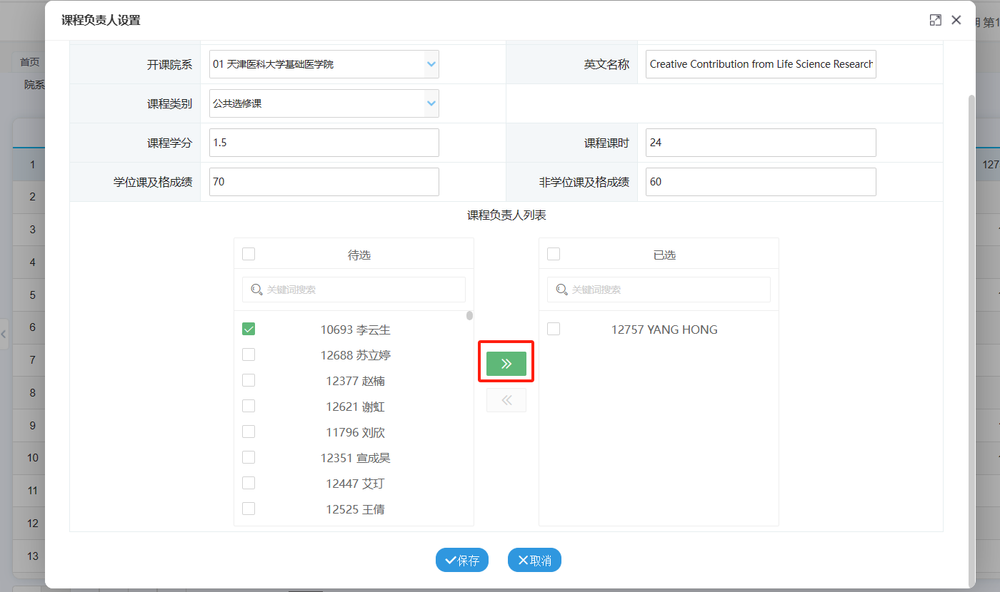 课程负责人设置
期 第1
首页
院系
开课院系 01 天津医科大学基础医学院 英文名称 Creative Contribution from Life Science Research
课程类别 公共选修课
课程学分 1.5 课程课时 24
学位课及格成绩 70 非学位课及格成绩 60
课程负责人列表
待选 已选
关键词搜索 关键词搜索
10693 李云生 12757 YANG HONG
12688 苏立婷
12377 赵楠
12621 谢虹
11796 刘欣
12351 宣成昊
12447 艾玎
12525 王倩
保存 取消
1 127
2
3
4
5
6
7
8
9
10
11
12
13